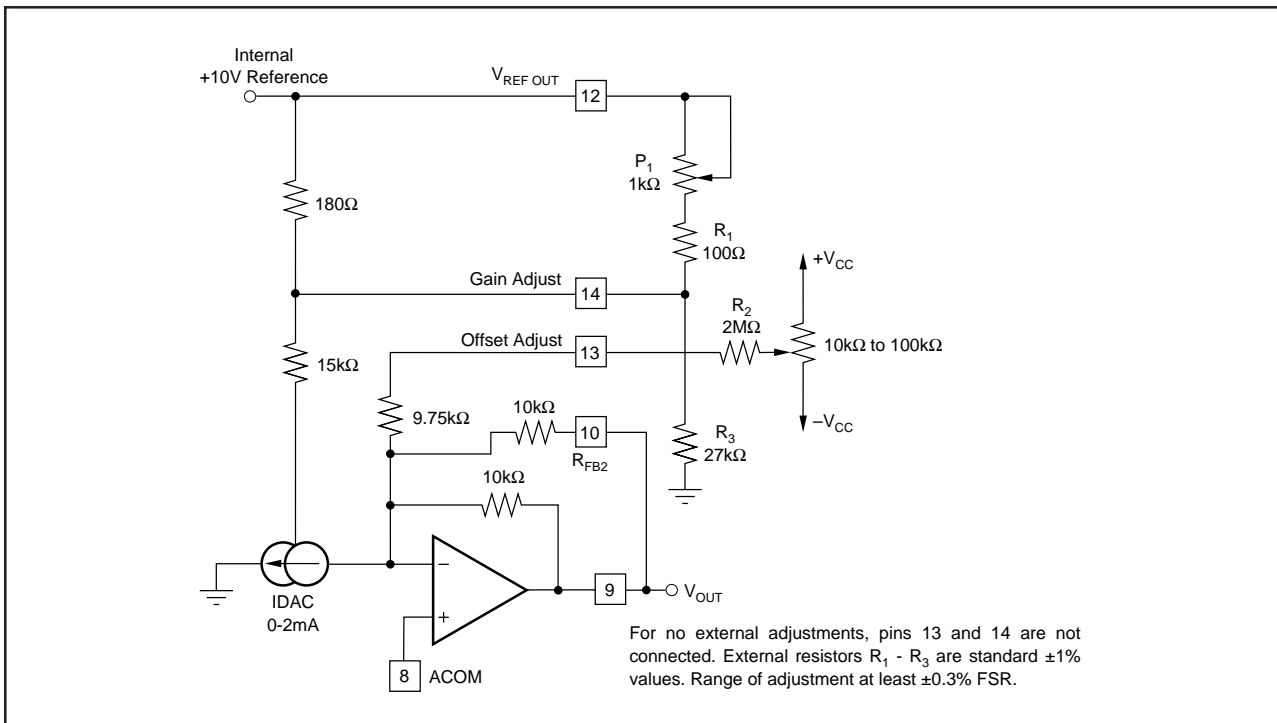 Internal
+10V Reference
V_REF OUT
12
P_1
1kΩ
180Ω
R_1
100Ω
+V_CC
Gain Adjust
14
R_2
2MΩ
Offset Adjust
13
10kΩ to 100kΩ
15kΩ
9.75kΩ
10kΩ
10
R_FB2
–V_CC
R_3
27kΩ
10kΩ
–
IDAC
0-2mA
+
9
V_OUT
8
ACOM
For no external adjustments, pins 13 and 14 are not
connected. External resistors R_1 - R_3 are standard ±1%
values. Range of adjustment at least ±0.3% FSR.